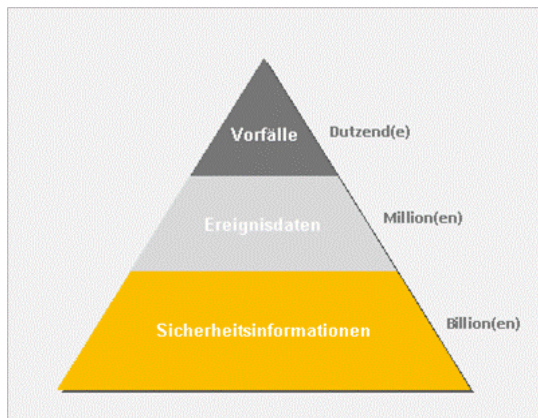 Vorfälle
Dutzend(e)
Ereignisdaten
Million(en)
Sicherheitsinformationen
Billion(en)